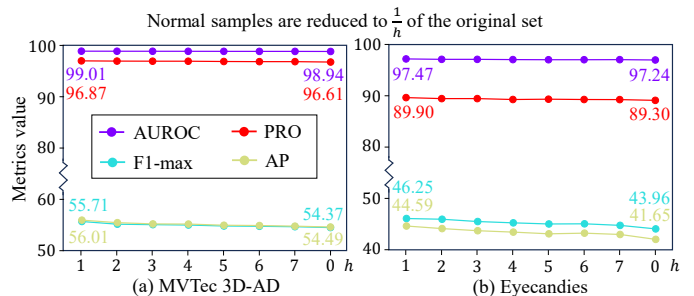 Normal samples are reduced to 1/h of the original set
Metrics value
100
90
80
60
50
99.01
96.87
98.94
96.61
AUROC
PRO
F1-max
AP
55.71
56.01
54.37
54.49
1 2 3 4 5 6 7 0 h
(a) MVTec 3D-AD
100
90
80
50
40
97.47
89.90
97.24
89.30
46.25
44.59
43.96
41.65
1 2 3 4 5 6 7 0 h
(b) Eyecandies